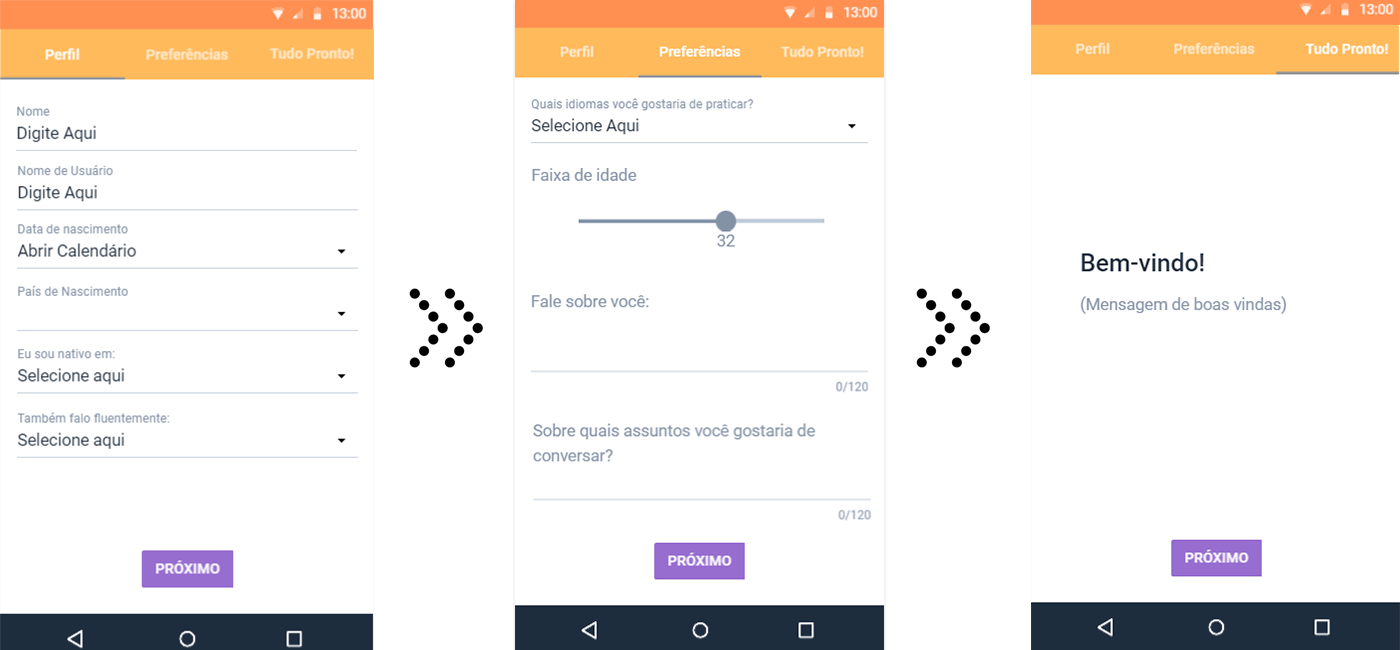 13:00
Perfil Preferências Tudo Pronto!
Nome
Digite Aqui
Nome de Usuário
Digite Aqui
Data de nascimento
Abrir Calendário
País de Nascimento
Eu sou nativo em:
Selecione aqui
Também falo fluentemente:
Selecione aqui
PRÓXIMO
13:00
Perfil Preferências Tudo Pronto!
Quais idiomas você gostaria de praticar?
Selecione Aqui
Faixa de idade
32
Fale sobre você:
0/120
Sobre quais assuntos você gostaria de
conversar?
0/120
PRÓXIMO
13:00
Perfil Preferências Tudo Pronto!
Bem-vindo!
(Mensagem de boas vindas)
PRÓXIMO